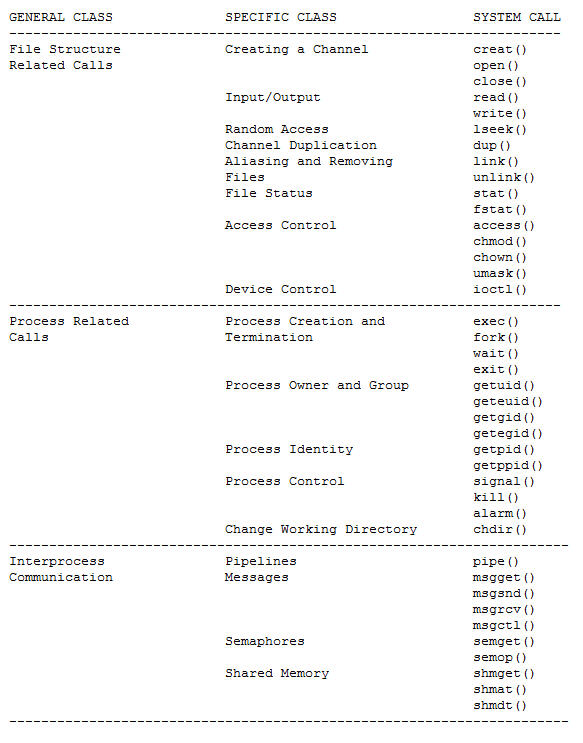 GENERAL CLASS              SPECIFIC CLASS                 SYSTEM CALL
---------------------------------------------------------------------
File Structure             Creating a Channel             creat()
Related Calls                                             open()
                                                          close()
                           Input/Output                   read()
                                                          write()
                           Random Access                  lseek()
                           Channel Duplication            dup()
                           Aliasing and Removing          link()
                           Files                          unlink()
                           File Status                    stat()
                                                          fstat()
                           Access Control                 access()
                                                          chmod()
                                                          chown()
                                                          umask()
                           Device Control                 ioctl()
---------------------------------------------------------------------
Process Related            Process Creation and           exec()
Calls                      Termination                    fork()
                                                          wait()
                                                          exit()
                           Process Owner and Group        getuid()
                                                          geteuid()
                                                          getgid()
                                                          getegid()
                           Process Identity               getpid()
                                                          getppid()
                           Process Control                signal()
                                                          kill()
                                                          alarm()
                           Change Working Directory       chdir()
----------------------------------------------------------------------
Interprocess               Pipelines                      pipe()
Communication              Messages                       msgget()
                                                          msgsnd()
                                                          msgrcv()
                                                          msgctl()
                           Semaphores                     semget()
                                                          semop()
                           Shared Memory                  shmget()
                                                          shmat()
                                                          shmdt()
----------------------------------------------------------------------